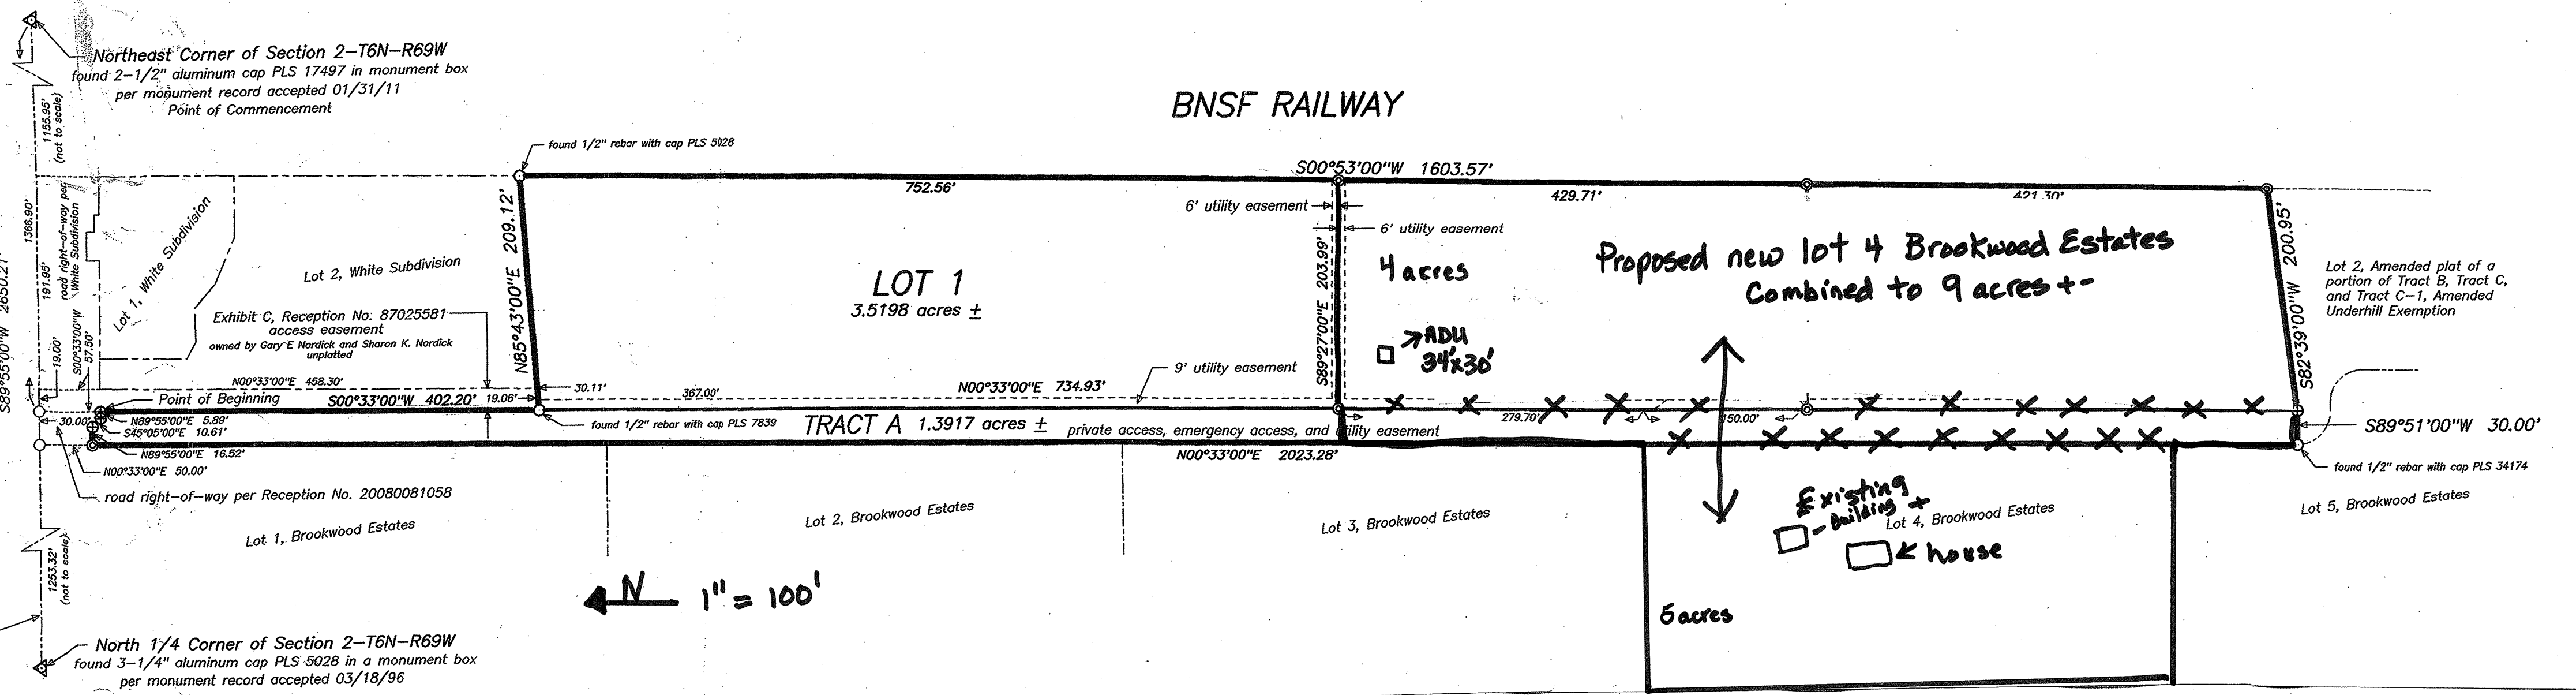 Northeast Corner of Section 2-T6N-R69W
found 2-1/2" aluminum cap PLS 17497 in monument box
per monument record accepted 01/31/11
Point of Commencement
1155.95'
(not to scale)
BNSF RAILWAY
found 1/2" rebar with cap PLS 5028
S00°53'00"W 1603.57'
752.56'
429.71'
421.30'
6' utility easement
6' utility easement
1366.90'
191.95'
road right-of-way per
White Subdivision
Lot 1, White Subdivision
Lot 2, White Subdivision
N85°43'00"E 209.12'
LOT 1
3.5198 acres ±
S89°27'00"E 203.99'
4 acres
Proposed new lot 4 Brookwood Estates
Combined to 9 acres +-
S82°39'00"W 200.95'
Lot 2, Amended plat of a
portion of Tract B, Tract C,
and Tract C-1, Amended
Underhill Exemption
Exhibit C, Reception No: 87025581
access easement
owned by Gary E Nordick and Sharon K. Nordick
unplatted
ADU
34'x30'
S89°55'00"W 2650.21'
19.00'
S00°33'00"W
57.50'
N00°33'00"E 458.30'
30.11'
367.00'
N00°33'00"E 734.93'
9' utility easement
Point of Beginning
S00°33'00"W 402.20'
19.06'
30.00'
N89°55'00"E 5.89'
S45°05'00"E 10.61'
N89°55'00"E 16.52'
N00°33'00"E 50.00'
found 1/2" rebar with cap PLS 7839
TRACT A 1.3917 acres ±
private access, emergency access, and utility easement
279.70'
150.00'
S89°51'00"W 30.00'
N00°33'00"E 2023.28'
found 1/2" rebar with cap PLS 34174
road right-of-way per Reception No. 20080081058
Lot 1, Brookwood Estates
Lot 2, Brookwood Estates
Lot 3, Brookwood Estates
Existing
Building +
Lot 4, Brookwood Estates
house
Lot 5, Brookwood Estates
1253.32'
(not to scale)
N 1" = 100'
5 acres
North 1/4 Corner of Section 2-T6N-R69W
found 3-1/4" aluminum cap PLS 5028 in a monument box
per monument record accepted 03/18/96